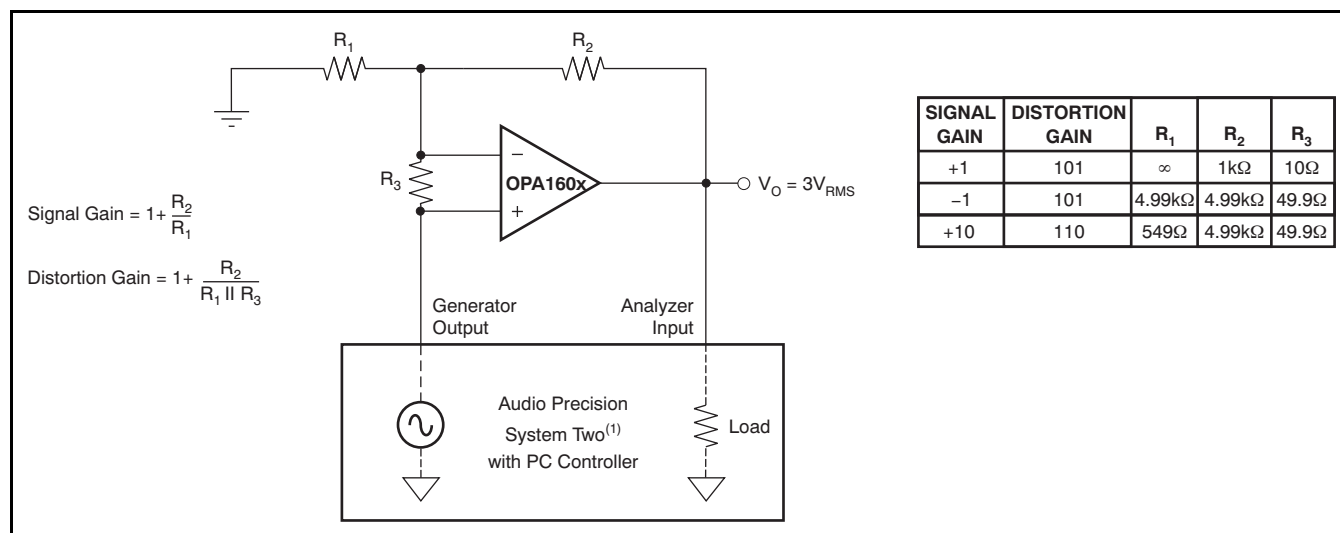 R1
R2
R3
−
OPA160x
+
VO = 3VRMS
Signal Gain = 1+ R2/R1
Distortion Gain = 1+ R2/(R1 II R3)
Generator
Output
Analyzer
Input
Audio Precision
System Two(1)
with PC Controller
Load
SIGNAL GAIN DISTORTION GAIN R1 R2 R3
+1 101 ∞ 1kΩ 10Ω
−1 101 4.99kΩ 4.99kΩ 49.9Ω
+10 110 549Ω 4.99kΩ 49.9Ω